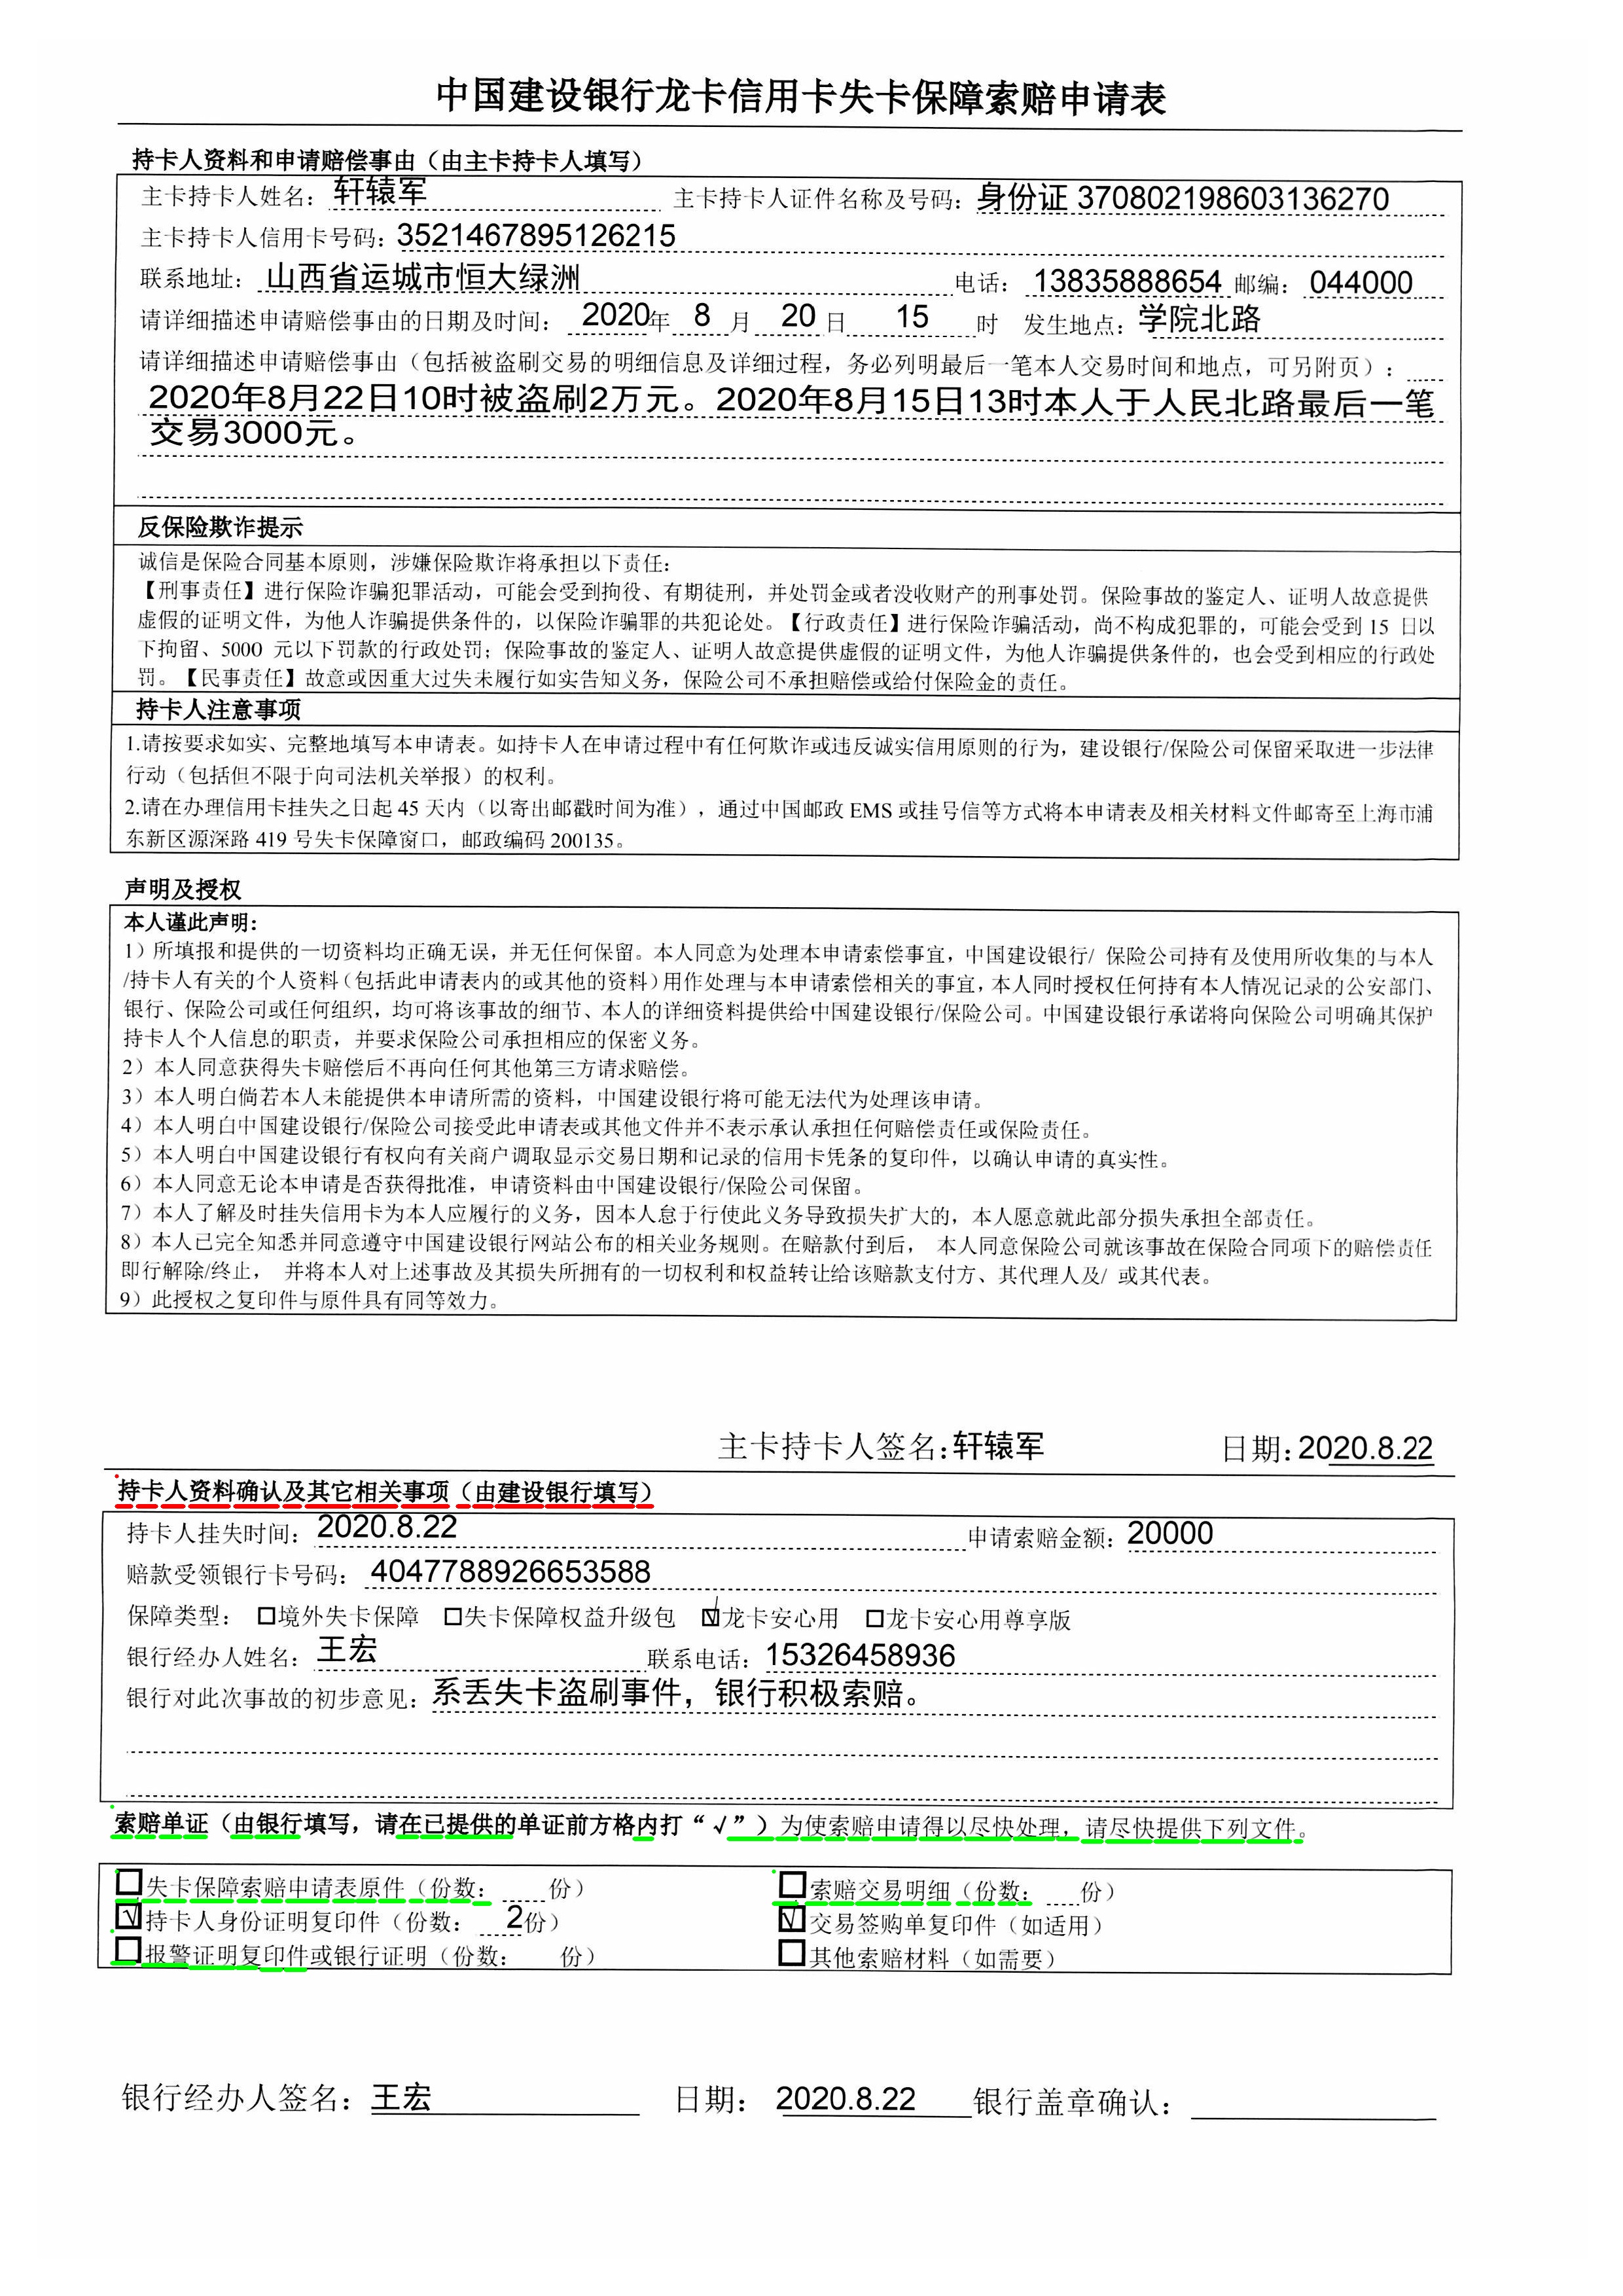 中国建设银行龙卡信用卡失卡保障索赔申请表
持卡人资料和申请赔偿事由（由主卡持卡人填写）
主卡持卡人姓名：轩辕军 主卡持卡人证件名称及号码：身份证 370802198603136270
主卡持卡人信用卡号码：3521467895126215
联系地址：山西省运城市恒大绿洲 电话：13835888654 邮编：044000
请详细描述申请赔偿事由的日期及时间：2020年 8 月 20 日 15 时 发生地点：学院北路
请详细描述申请赔偿事由（包括被盗刷交易的明细信息及详细过程，务必列明最后一笔本人交易时间和地点，可另附页）：
2020年8月22日10时被盗刷2万元。2020年8月15日13时本人于人民北路最后一笔
交易3000元。
反保险欺诈提示
诚信是保险合同基本原则，涉嫌保险欺诈将承担以下责任：
【刑事责任】进行保险诈骗犯罪活动，可能会受到拘役、有期徒刑，并处罚金或者没收财产的刑事处罚。保险事故的鉴定人、证明人故意提供
虚假的证明文件，为他人诈骗提供条件的，以保险诈骗罪的共犯论处。【行政责任】进行保险诈骗活动，尚不构成犯罪的，可能会受到 15 日以
下拘留、5000 元以下罚款的行政处罚；保险事故的鉴定人、证明人故意提供虚假的证明文件，为他人诈骗提供条件的，也会受到相应的行政处
罚。【民事责任】故意或因重大过失未履行如实告知义务，保险公司不承担赔偿或给付保险金的责任。
持卡人注意事项
1.请按要求如实、完整地填写本申请表。如持卡人在申请过程中有任何欺诈或违反诚实信用原则的行为，建设银行/保险公司保留采取进一步法律
行动（包括但不限于向司法机关举报）的权利。
2.请在办理信用卡挂失之日起 45 天内（以寄出邮戳时间为准），通过中国邮政 EMS 或挂号信等方式将本申请表及相关材料文件邮寄至上海市浦
东新区源深路 419 号失卡保障窗口，邮政编码 200135。
声明及授权
本人谨此声明：
1）所填报和提供的一切资料均正确无误，并无任何保留。本人同意为处理本申请索偿事宜，中国建设银行/ 保险公司持有及使用所收集的与本人
/持卡人有关的个人资料（包括此申请表内的或其他的资料）用作处理与本申请索偿相关的事宜，本人同时授权任何持有本人情况记录的公安部门、
银行、保险公司或任何组织，均可将该事故的细节、本人的详细资料提供给中国建设银行/保险公司。中国建设银行承诺将向保险公司明确其保护
持卡人个人信息的职责，并要求保险公司承担相应的保密义务。
2）本人同意获得失卡赔偿后不再向任何其他第三方请求赔偿。
3）本人明白倘若本人未能提供本申请所需的资料，中国建设银行将可能无法代为处理该申请。
4）本人明白中国建设银行/保险公司接受此申请表或其他文件并不表示承认承担任何赔偿责任或保险责任。
5）本人明白中国建设银行有权向有关商户调取显示交易日期和记录的信用卡凭条的复印件，以确认申请的真实性。
6）本人同意无论本申请是否获得批准，申请资料由中国建设银行/保险公司保留。
7）本人了解及时挂失信用卡为本人应履行的义务，因本人怠于行使此义务导致损失扩大的，本人愿意就此部分损失承担全部责任。
8）本人已完全知悉并同意遵守中国建设银行网站公布的相关业务规则。在赔款付到后， 本人同意保险公司就该事故在保险合同项下的赔偿责任
即行解除/终止， 并将本人对上述事故及其损失所拥有的一切权利和权益转让给该赔款支付方、其代理人及/ 或其代表。
9）此授权之复印件与原件具有同等效力。
主卡持卡人签名：轩辕军 日期：2020.8.22
持卡人资料确认及其它相关事项（由建设银行填写）
持卡人挂失时间：2020.8.22 申请索赔金额：20000
赔款受领银行卡号码：4047788926653588
保障类型：□境外失卡保障 □失卡保障权益升级包 ☑龙卡安心用 □龙卡安心用尊享版
银行经办人姓名：王宏 联系电话：15326458936
银行对此次事故的初步意见：系丢失卡盗刷事件，银行积极索赔。
索赔单证（由银行填写，请在已提供的单证前方格内打“√”）为使索赔申请得以尽快处理，请尽快提供下列文件。
□失卡保障索赔申请表原件（份数： 份） □索赔交易明细（份数： 份）
☑持卡人身份证明复印件（份数：2份） ☑交易签购单复印件（如适用）
□报警证明复印件或银行证明（份数： 份） □其他索赔材料（如需要）
银行经办人签名：王宏 日期：2020.8.22 银行盖章确认：